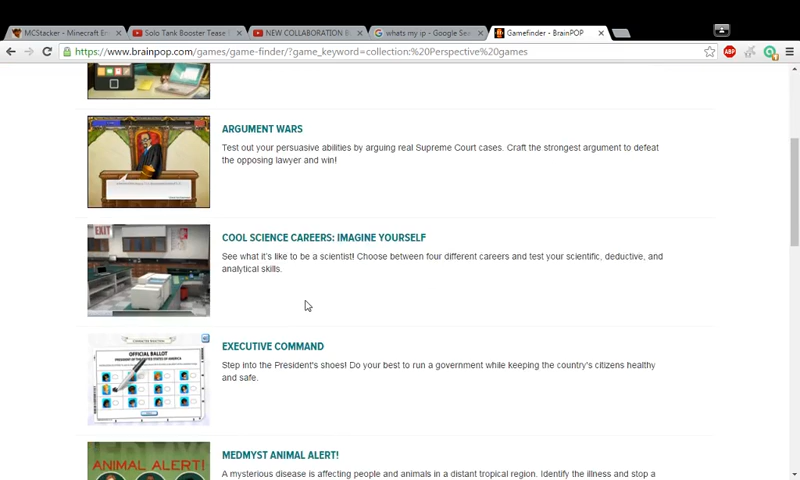 MCStacker - Minecraft En
Solo Tank Booster Tease
NEW COLLABORATION B
whats my ip - Google Sea
Gamefinder - BrainPOP
https://www.brainpop.com/games/game-finder/?game_keyword=collection:%20Perspective%20games
ABP
ARGUMENT WARS
Test out your persuasive abilities by arguing real Supreme Court cases. Craft the strongest argument to defeat
the opposing lawyer and win!
EXIT
COOL SCIENCE CAREERS: IMAGINE YOURSELF
See what it's like to be a scientist! Choose between four different careers and test your scientific, deductive, and
analytical skills.
OFFICIAL BALLOT
EXECUTIVE COMMAND
Step into the President's shoes! Do your best to run a government while keeping the country's citizens healthy
and safe.
ANIMAL ALERT!
MEDMYST ANIMAL ALERT!
A mysterious disease is affecting people and animals in a distant tropical region. Identify the illness and stop a